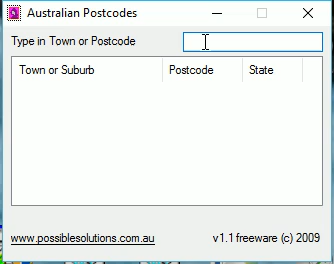 Australian Postcodes
Type in Town or Postcode
Town or Suburb Postcode State
www.possiblesolutions.com.au v1.1 freeware (c) 2009